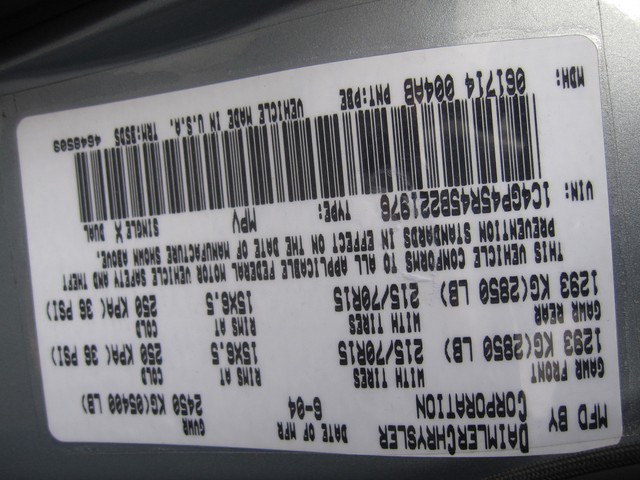 MFD BY DAIMLERCHRYSLER CORPORATION
DATE OF MFR 6-04
GVWR 2450 KG(05400 LB)
GAWR FRONT WITH TIRES RIMS AT COLD
1293 KG(2850 LB) 215/70R15 15X6.5 250 KPA( 36 PSI)
GAWR REAR WITH TIRES RIMS AT COLD
1293 KG(2850 LB) 215/70R15 15X6.5 250 KPA( 36 PSI)
THIS VEHICLE CONFORMS TO ALL APPLICABLE FEDERAL MOTOR VEHICLE SAFETY AND THEFT
PREVENTION STANDARDS IN EFFECT ON THE DATE OF MANUFACTURE SHOWN ABOVE.
VIN: 1C4GP45R45B221976 TYPE: MPV SINGLE X DUAL
MDH: 061714 004AB PNT:PBE VEHICLE MADE IN U.S.A. TRM:BSD5 4648509